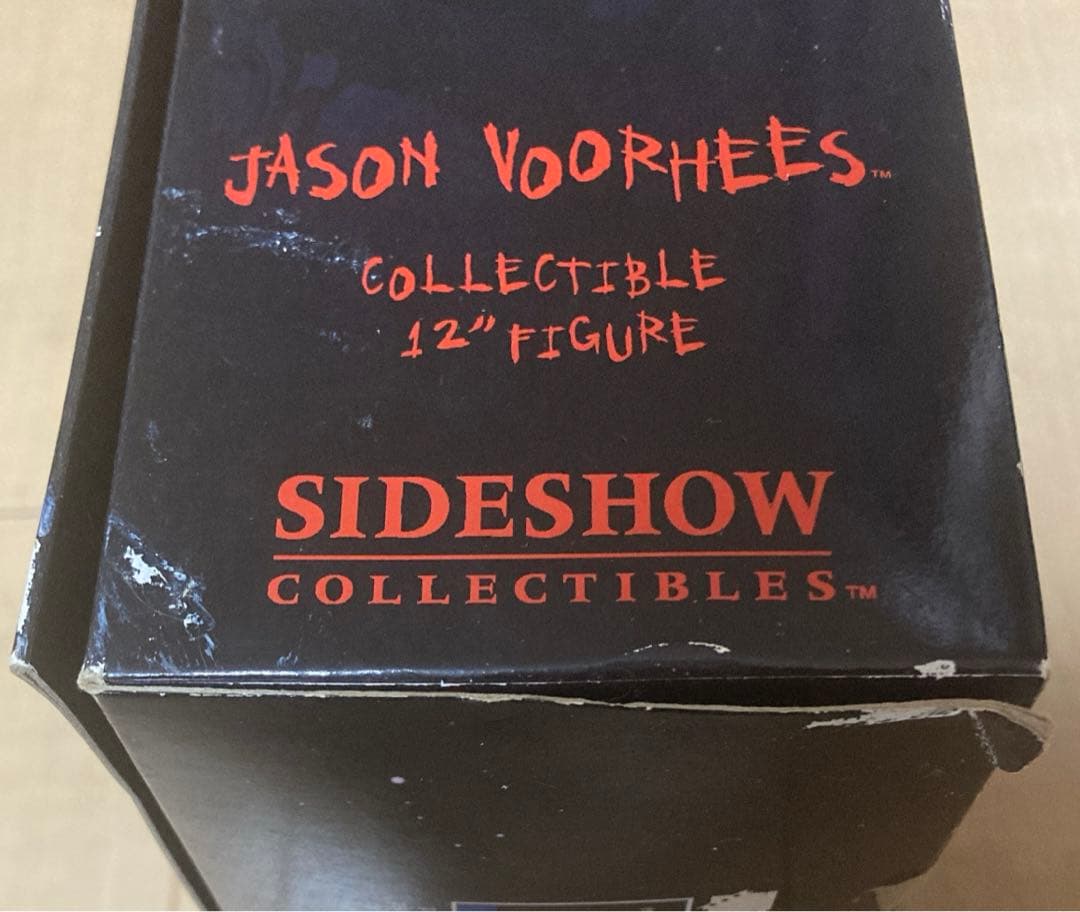 JASON VOORHEES™
COLLECTIBLE
12" FIGURE
SIDESHOW
COLLECTIBLES™